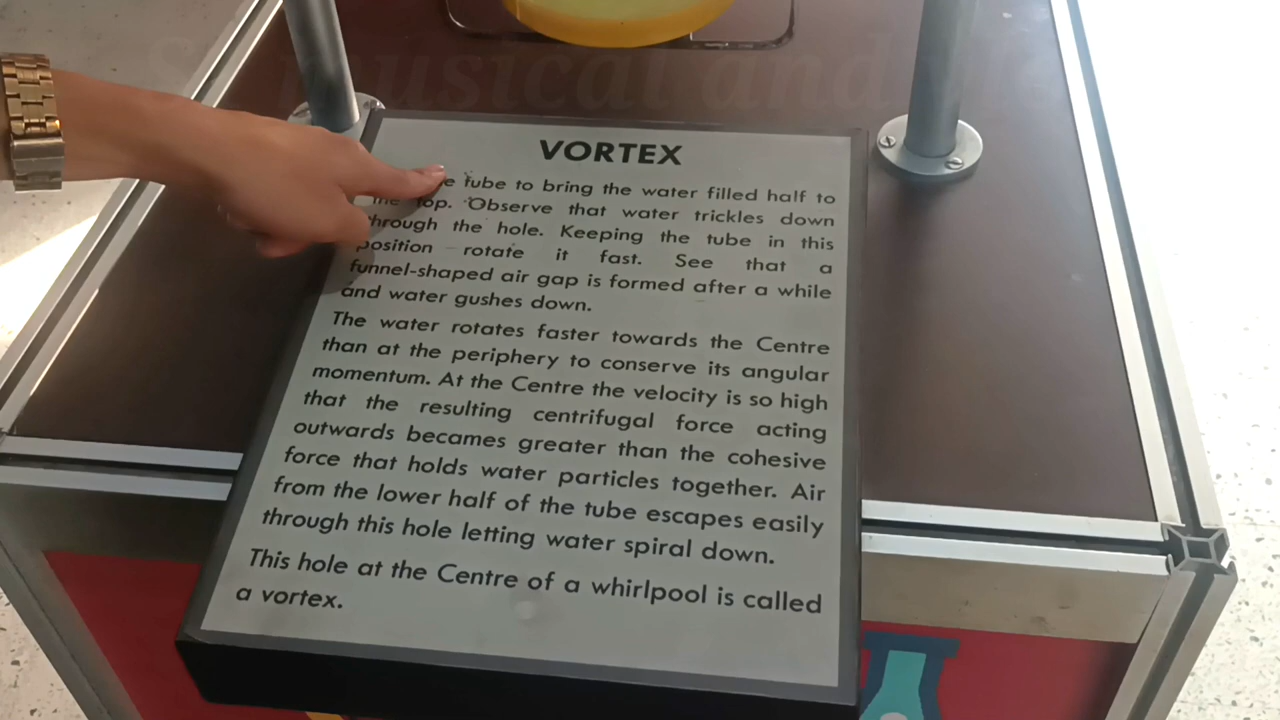 VORTEX
tube to bring the water filled half to
the top. Observe that water trickles down
through the hole. Keeping the tube in this
position rotate it fast. See that a
funnel-shaped air gap is formed after a while
and water gushes down.
The water rotates faster towards the Centre
than at the periphery to conserve its angular
momentum. At the Centre the velocity is so high
that the resulting centrifugal force acting
outwards becames greater than the cohesive
force that holds water particles together. Air
from the lower half of the tube escapes easily
through this hole letting water spiral down.
This hole at the Centre of a whirlpool is called
a vortex.